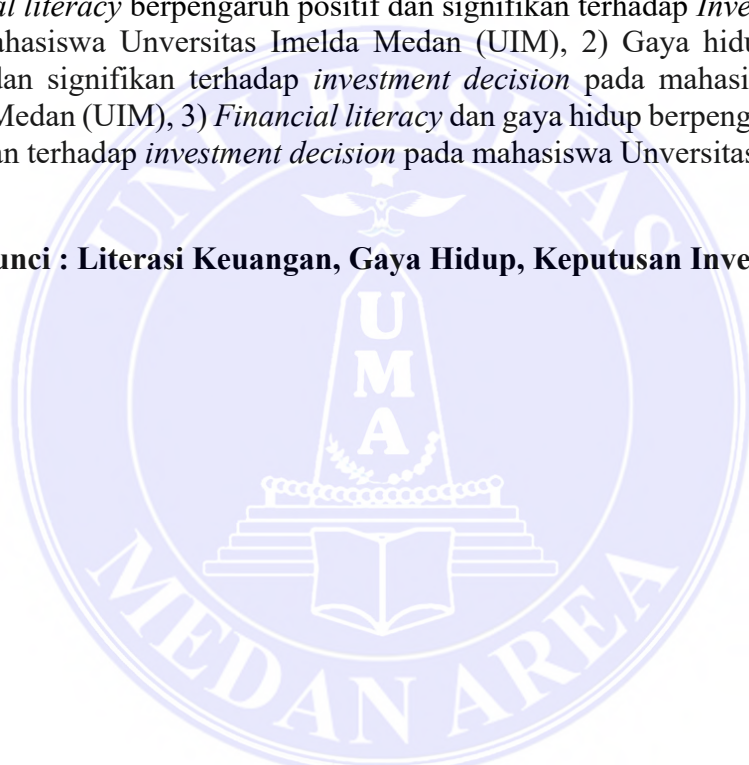 al literacy berpengaruh positif dan signifikan terhadap Inve
ahasiswa Unversitas Imelda Medan (UIM), 2) Gaya hidu
dan signifikan terhadap investment decision pada mahasi
Medan (UIM), 3) Financial literacy dan gaya hidup berpeng
an terhadap investment decision pada mahasiswa Unversitas
unci : Literasi Keuangan, Gaya Hidup, Keputusan Inve
UNIVERSITAS
U
M
A
MEDAN AREA